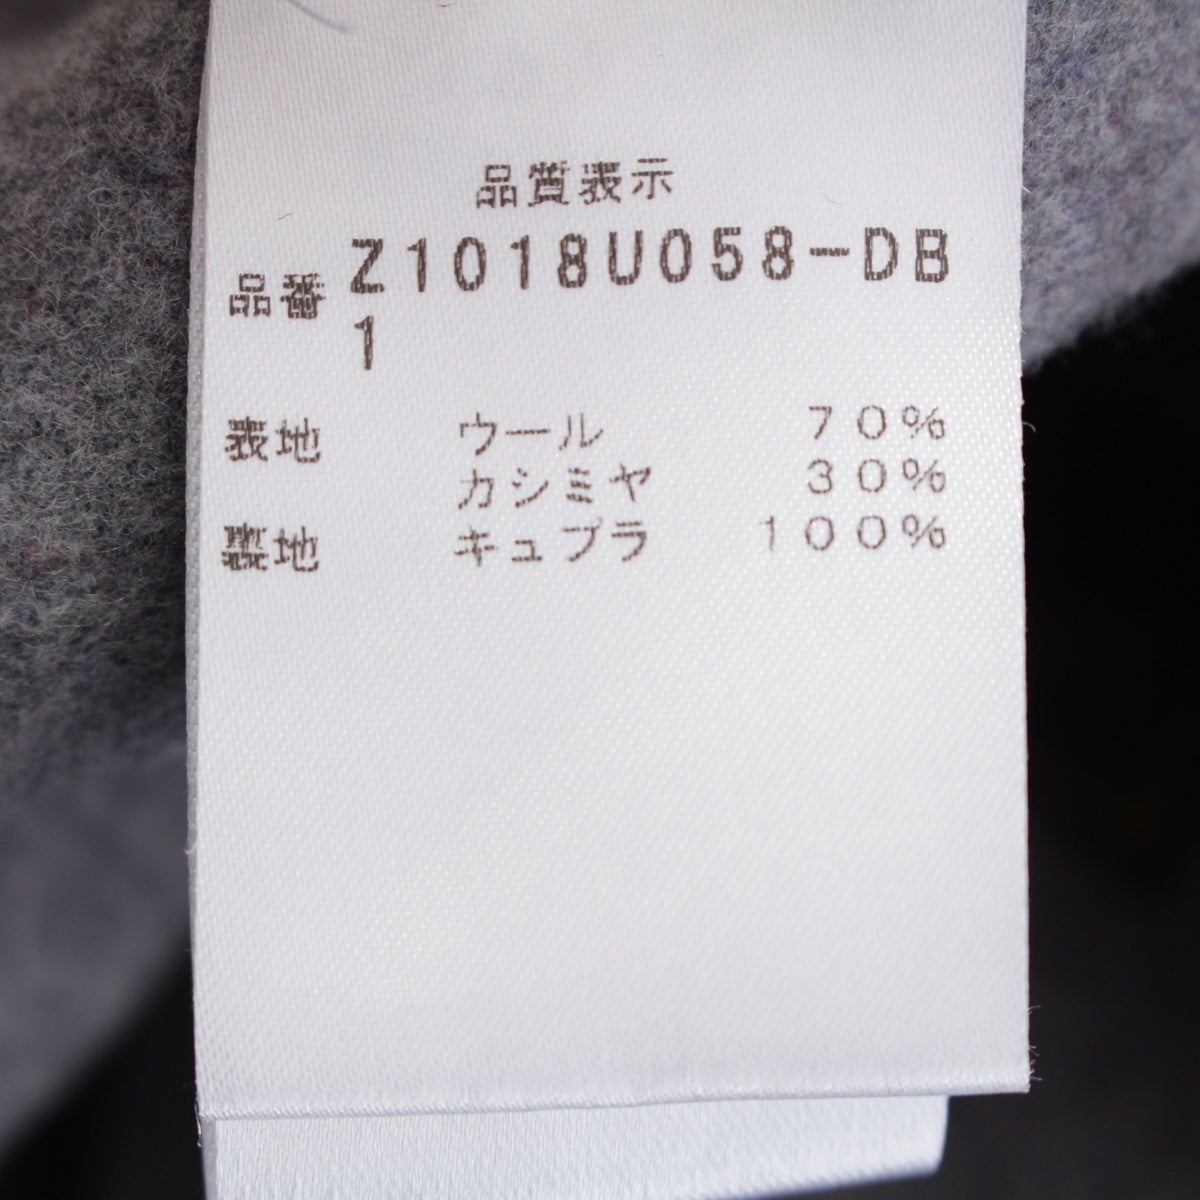 品質表示
品番 Z1018U058-DB
1
表地 ウール 70%
カシミヤ 30%
裏地 キュプラ 100%